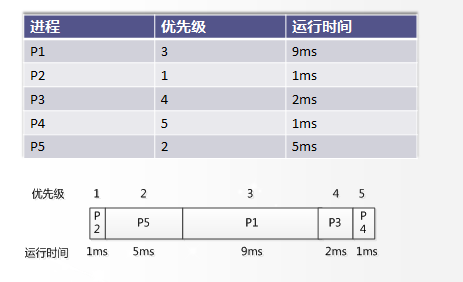 进程 优先级 运行时间
P1 3 9ms
P2 1 1ms
P3 4 2ms
P4 5 1ms
P5 2 5ms
优先级 1 2 3 4 5
P2 P5 P1 P3 P4
运行时间 1ms 5ms 9ms 2ms 1ms